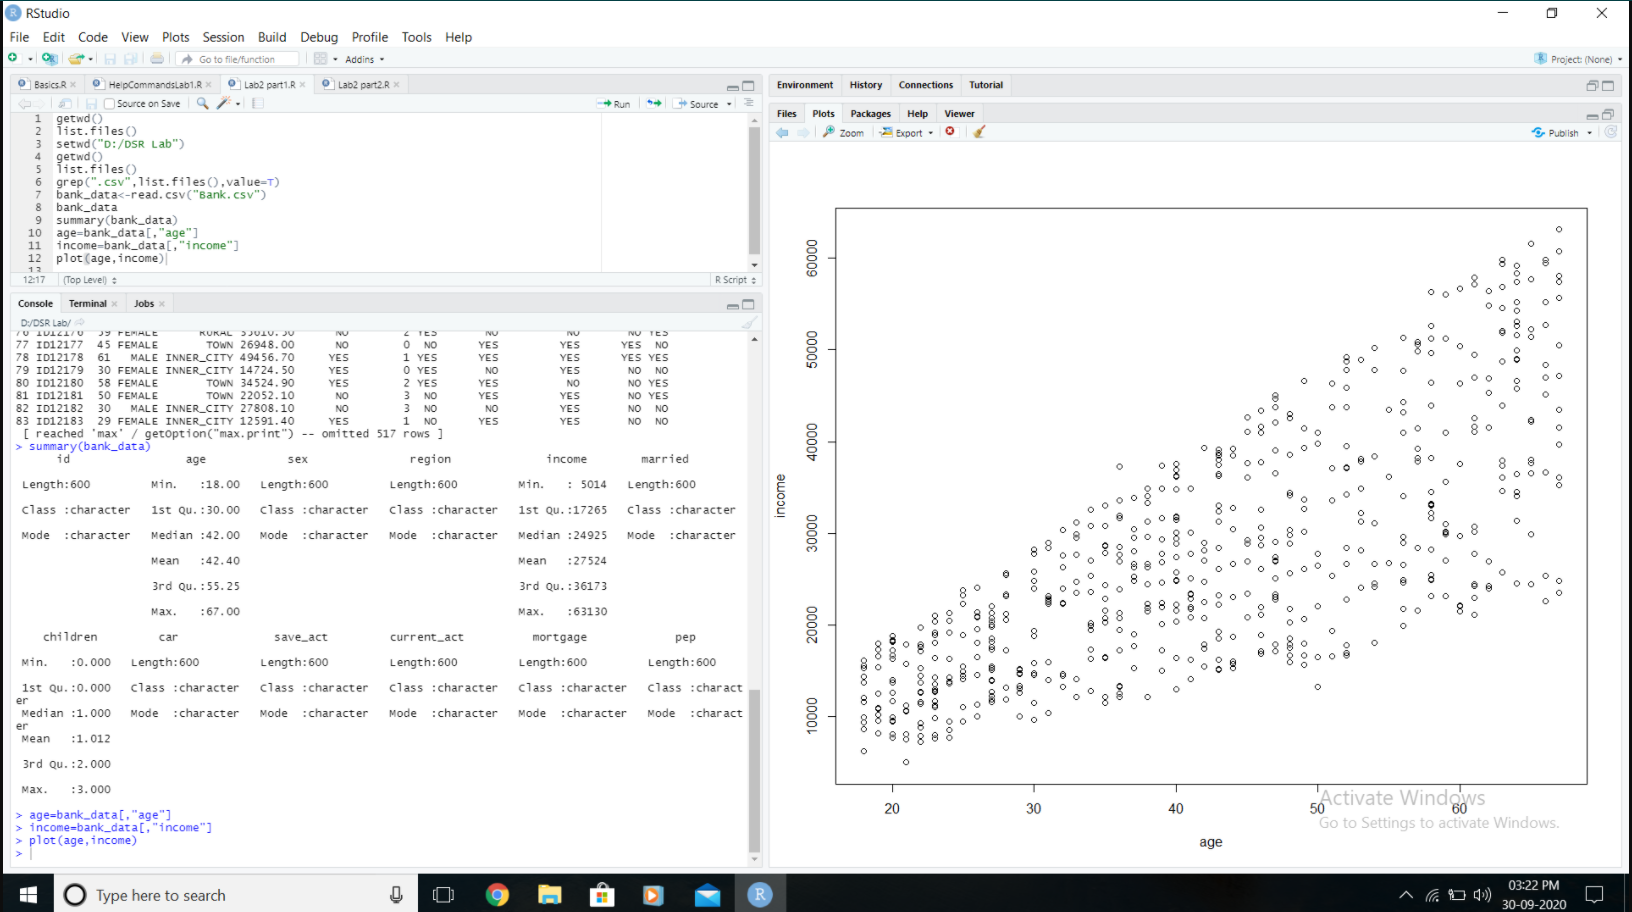 RStudio
File Edit Code View Plots Session Build Debug Profile Tools Help
Go to file/function Addins Project: (None)
Basics.R HelpCommandsLab1.R Lab2 part1.R Lab2 part2.R
Source on Save Run Source
1 getwd()
2 list.files()
3 setwd("D:/DSR Lab")
4 getwd()
5 list.files()
6 grep(".csv",list.files(),value=T)
7 bank_data<-read.csv("Bank.csv")
8 bank_data
9 summary(bank_data)
10 age=bank_data[,"age"]
11 income=bank_data[,"income"]
12 plot(age,income)
13
12:17 (Top Level) R Script
Console Terminal Jobs
D:/DSR Lab/
76 ID12176 59 FEMALE RURAL 35610.50 NO 2 YES NO NO NO YES
77 ID12177 45 FEMALE TOWN 26948.00 NO 0 NO YES YES YES NO
78 ID12178 61 MALE INNER_CITY 49456.70 YES 1 YES YES YES NO NO
79 ID12179 30 FEMALE INNER_CITY 14724.50 YES 0 YES NO YES NO NO
80 ID12180 58 FEMALE TOWN 34524.90 YES 2 YES YES NO NO YES
81 ID12181 50 FEMALE TOWN 22052.10 NO 3 NO YES YES NO YES
82 ID12182 30 MALE INNER_CITY 27808.10 NO 3 NO NO YES NO NO
83 ID12183 29 FEMALE INNER_CITY 12591.40 YES 1 NO YES YES NO NO
[ reached 'max' / getOption("max.print") -- omitted 517 rows ]
> summary(bank_data)
id age sex region income married
Length:600 Min. :18.00 Length:600 Length:600 Min. : 5014 Length:600
Class :character 1st Qu.:30.00 Class :character Class :character 1st Qu.:17265 Class :character
Mode :character Median :42.00 Mode :character Mode :character Median :24925 Mode :character
Mean :42.40 Mean :27524
3rd Qu.:55.25 3rd Qu.:36173
Max. :67.00 Max. :63130
children car save_act current_act mortgage pep
Min. :0.000 Length:600 Length:600 Length:600 Length:600 Length:600
1st Qu.:0.000 Class :character Class :character Class :character Class :character Class :charact
er
Median :1.000 Mode :character Mode :character Mode :character Mode :character Mode :charact
er
Mean :1.012
3rd Qu.:2.000
Max. :3.000
> age=bank_data[,"age"]
> income=bank_data[,"income"]
> plot(age,income)
>
Environment History Connections Tutorial
Files Plots Packages Help Viewer
Zoom Export Publish
income
60000
50000
40000
30000
20000
10000
20 30 40 50 60
age
Activate Windows
Go to Settings to activate Windows.
Type here to search
03:22 PM
30-09-2020